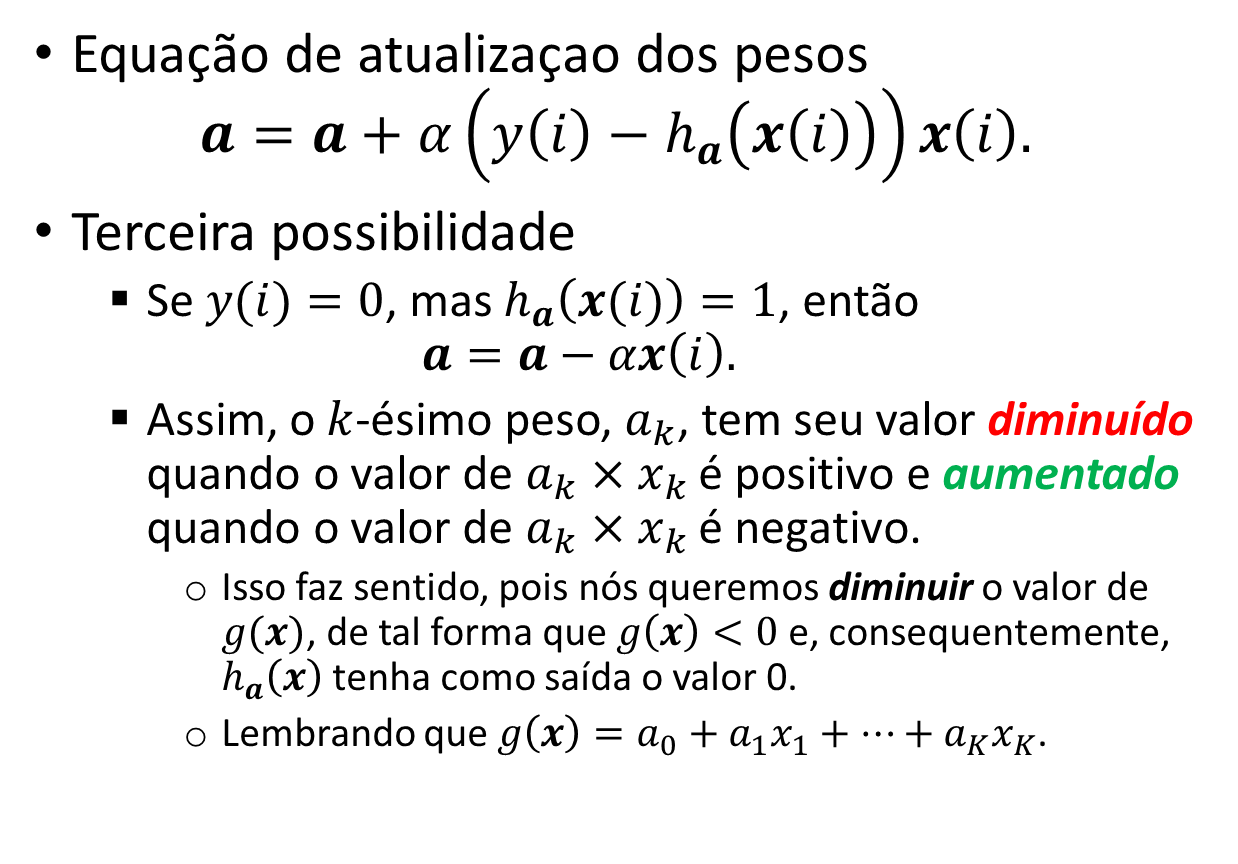 • Equação de atualizaçao dos pesos
𝒂 = 𝒂 + α(y(i) − h𝒂(𝒙(i)))𝒙(i).
• Terceira possibilidade
▪ Se y(i) = 0, mas h𝒂(𝒙(i)) = 1, então
𝒂 = 𝒂 − α𝒙(i).
▪ Assim, o k-ésimo peso, aₖ, tem seu valor diminuído
quando o valor de aₖ × xₖ é positivo e aumentado
quando o valor de aₖ × xₖ é negativo.
o Isso faz sentido, pois nós queremos diminuir o valor de
g(𝒙), de tal forma que g(𝒙) < 0 e, consequentemente,
h𝒂(𝒙) tenha como saída o valor 0.
o Lembrando que g(𝒙) = a₀ + a₁x₁ + ⋯ + a_K x_K.